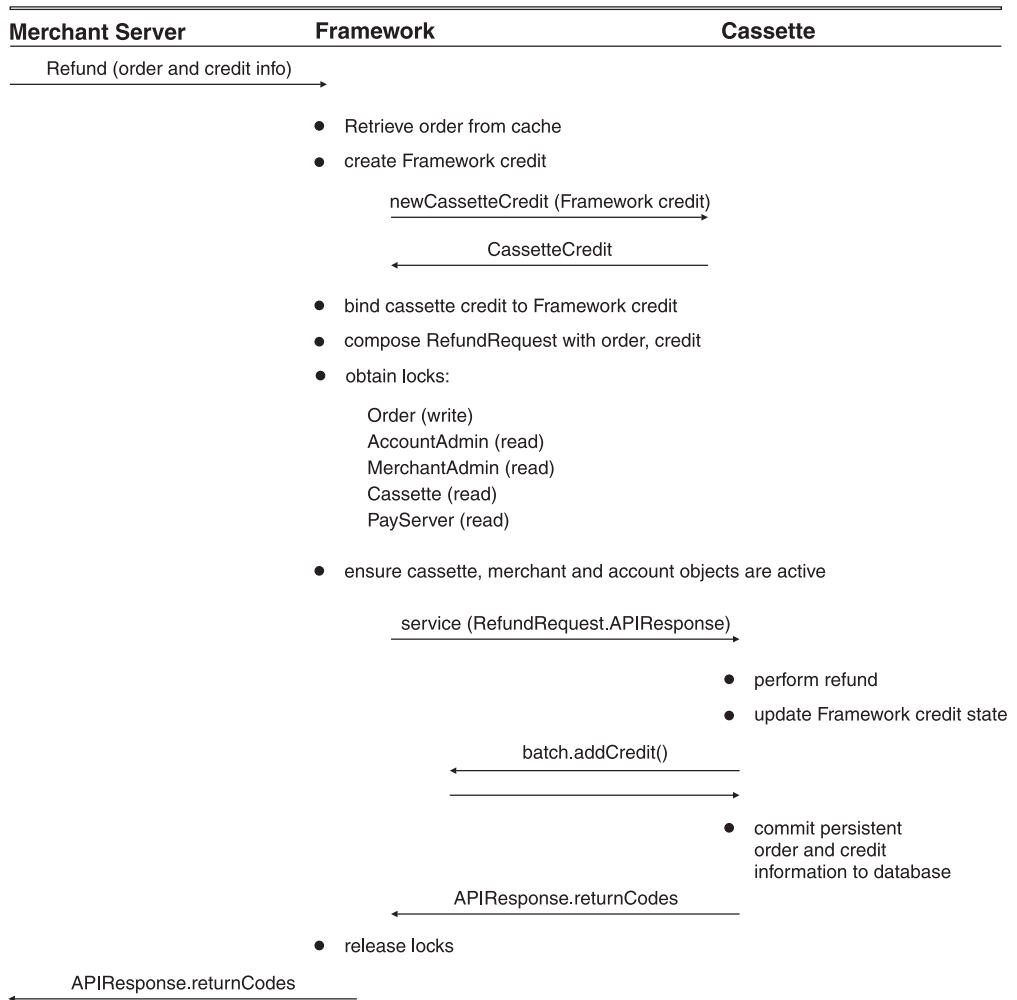 Merchant Server Framework Cassette
Refund (order and credit info)
● Retrieve order from cache
● create Framework credit
newCassetteCredit (Framework credit)
CassetteCredit
● bind cassette credit to Framework credit
● compose RefundRequest with order, credit
● obtain locks:
Order (write)
AccountAdmin (read)
MerchantAdmin (read)
Cassette (read)
PayServer (read)
● ensure cassette, merchant and account objects are active
service (RefundRequest.APIResponse)
● perform refund
● update Framework credit state
batch.addCredit()
● commit persistent
order and credit
information to database
APIResponse.returnCodes
● release locks
APIResponse.returnCodes